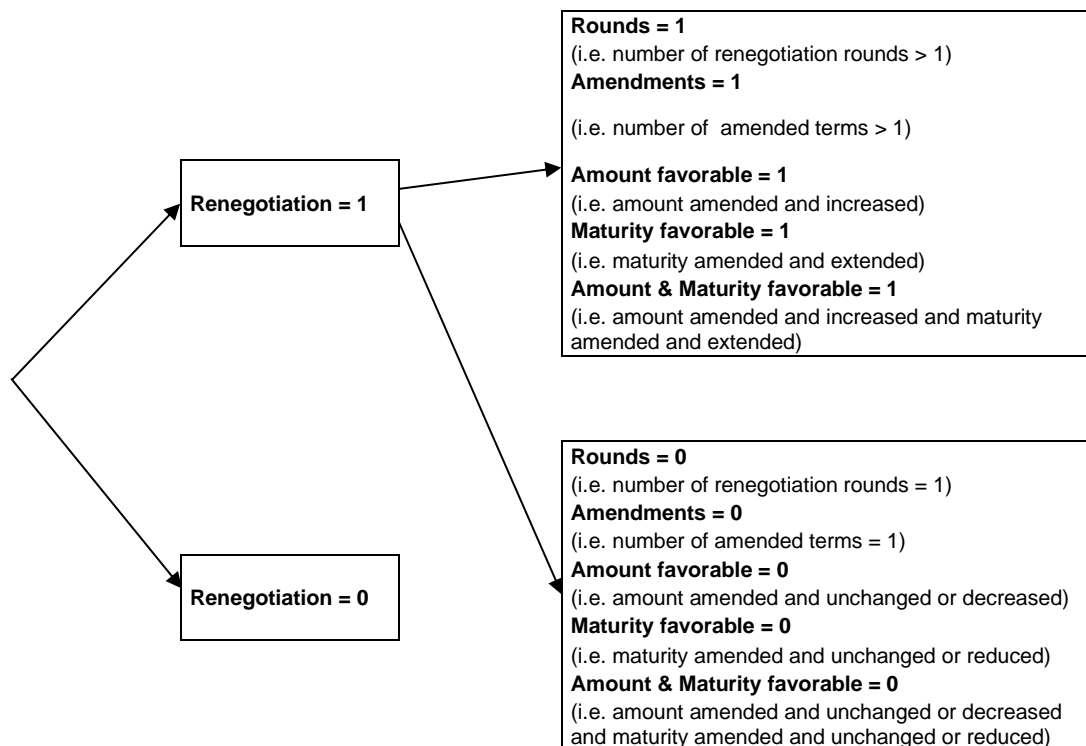 Rounds = 1
(i.e. number of renegotiation rounds > 1)
Amendments = 1
(i.e. number of  amended terms > 1)
Amount favorable = 1
(i.e. amount amended and increased)
Maturity favorable = 1
(i.e. maturity amended and extended)
Amount & Maturity favorable = 1
(i.e. amount amended and increased and maturity
amended and extended)
Renegotiation = 1
Renegotiation = 0
Rounds = 0
(i.e. number of renegotiation rounds = 1)
Amendments = 0
(i.e. number of amended terms = 1)
Amount favorable = 0
(i.e. amount amended and unchanged or decreased)
Maturity favorable = 0
(i.e. maturity amended and unchanged or reduced)
Amount & Maturity favorable = 0
(i.e. amount amended and unchanged or decreased
and maturity amended and unchanged or reduced)